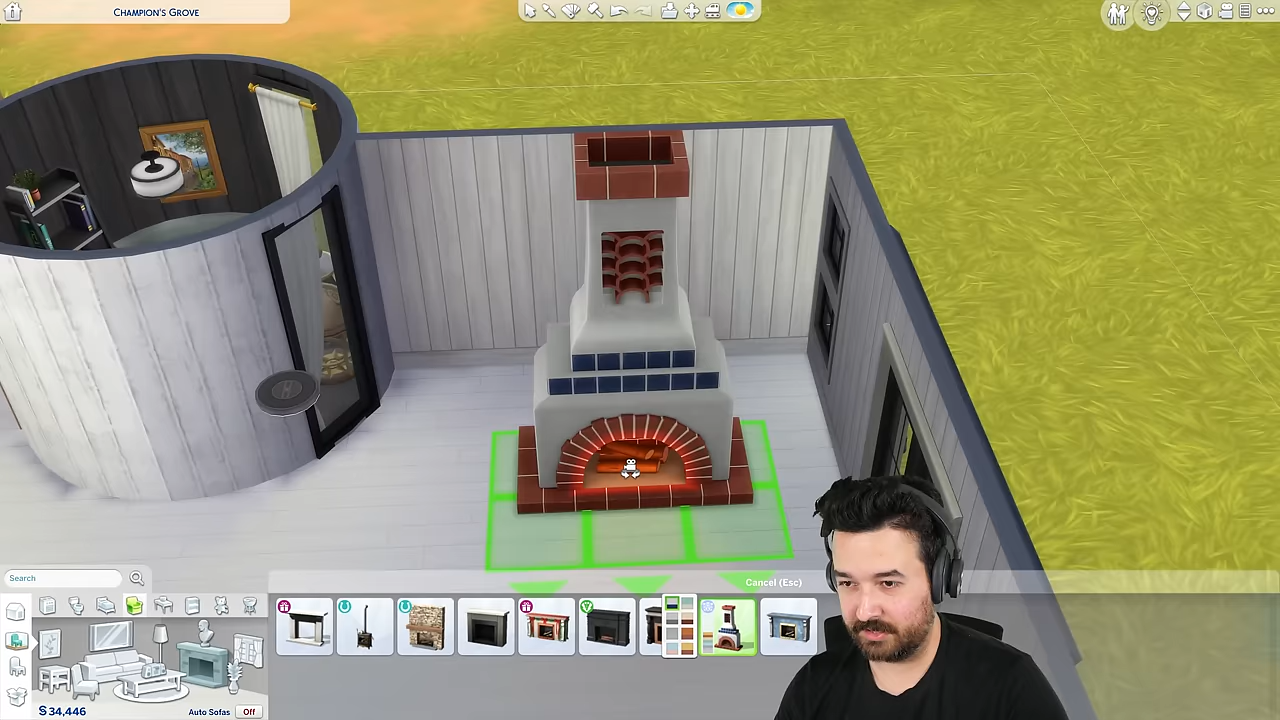 CHAMPION'S GROVE
Search
Cancel (Esc)
§34,446
Auto Sofas
Off